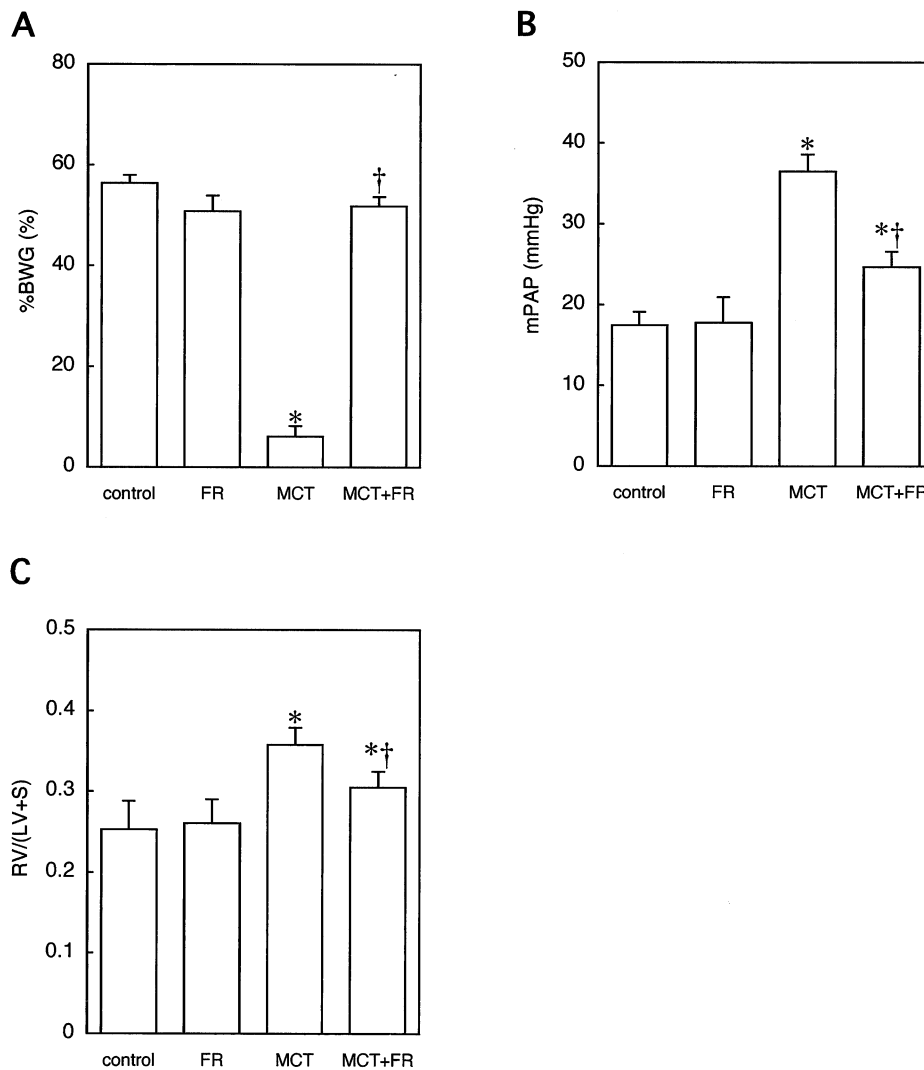 A
80
60
40
20
0
%BWG (%)
*
†
control FR MCT MCT+FR
B
50
40
30
20
10
0
mPAP (mmHg)
*
*†
control FR MCT MCT+FR
C
0.5
0.4
0.3
0.2
0.1
0
RV/(LV+S)
*
*†
control FR MCT MCT+FR